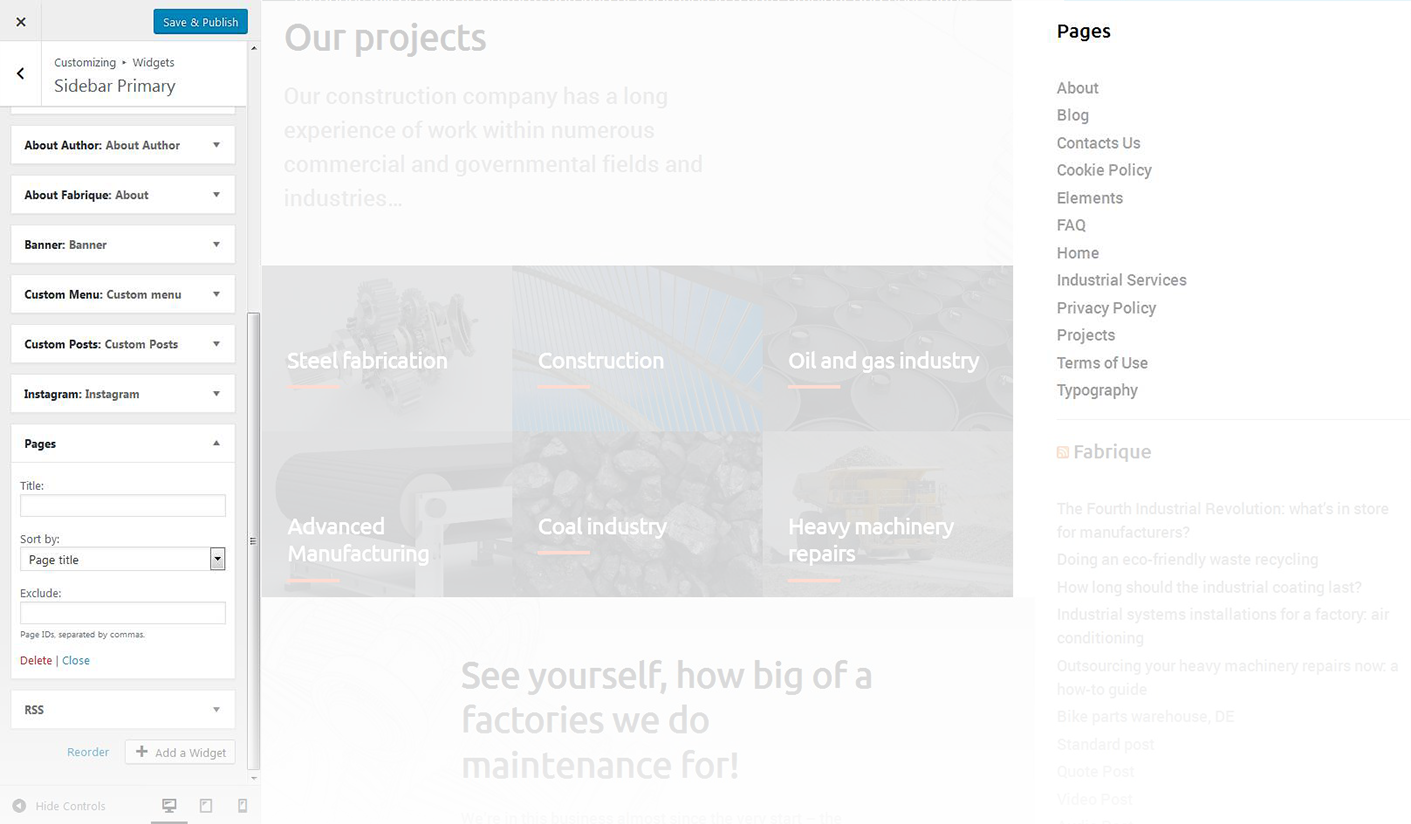 Save & Publish
Customizing ▸ Widgets
Sidebar Primary
About Author: About Author
About Fabrique: About
Banner: Banner
Custom Menu: Custom menu
Custom Posts: Custom Posts
Instagram: Instagram
Pages
Title:
Sort by:
Page title
Exclude:
Page IDs, separated by commas.
Delete | Close
RSS
Reorder
Add a Widget
Hide Controls
Our projects
Our construction company has a long
experience of work within numerous
commercial and governmental fields and
industries…
Steel fabrication
Construction
Oil and gas industry
Advanced
Manufacturing
Coal industry
Heavy machinery
repairs
See yourself, how big of a
factories we do
maintenance for!
We're in this business almost since the very start – the
Pages
About
Blog
Contacts Us
Cookie Policy
Elements
FAQ
Home
Industrial Services
Privacy Policy
Projects
Terms of Use
Typography
Fabrique
The Fourth Industrial Revolution: what's in store
for manufacturers?
Doing an eco-friendly waste recycling
How long should the industrial coating last?
Industrial systems installations for a factory: air
conditioning
Outsourcing your heavy machinery repairs now: a
how-to guide
Bike parts warehouse, DE
Standard post
Quote Post
Video Post